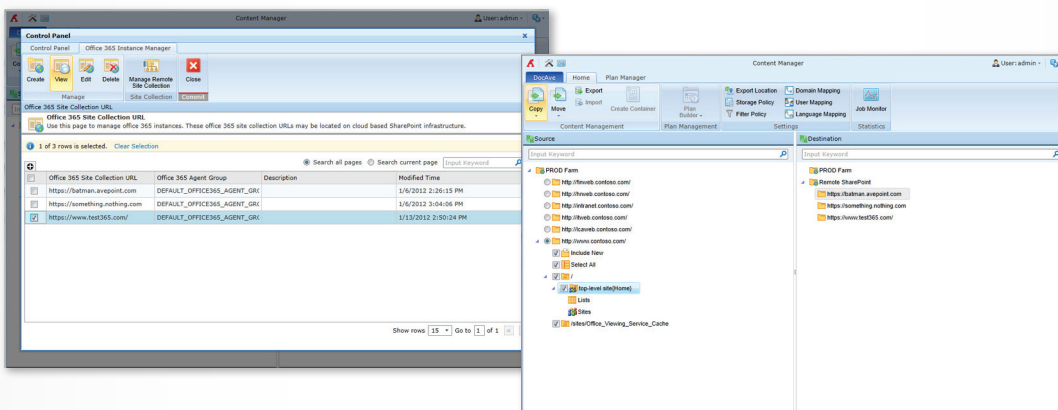 Content Manager
User: admin
Control Panel
Control Panel Office 365 Instance Manager
Create View Edit Delete Manage Remote Site Collection Close
Manage Site Collection Commit
Office 365 Site Collection URL
Office 365 Site Collection URL
Use this page to manage office 365 instances. These office 365 site collection URLs may be located on cloud based SharePoint infrastructure.
1 of 3 rows is selected. Clear Selection
Search all pages Search current page Input Keyword
Office 365 Site Collection URL Office 365 Agent Group Description Modified Time
https://batman.avepoint.com DEFAULT_OFFICE365_AGENT_GR( 1/6/2012 2:26:15 PM
https://something.nothing.com DEFAULT_OFFICE365_AGENT_GR( 1/6/2012 3:04:06 PM
https://www.test365.com/ DEFAULT_OFFICE365_AGENT_GR( 1/13/2012 2:50:24 PM
Show rows 15 Go to 1 of 1
Content Manager
User: admin
DocAve Home Plan Manager
Copy Move Export Import Create Container
Plan Builder
Export Location Storage Policy Filter Policy
Domain Mapping User Mapping Language Mapping
Job Monitor
Content Management Plan Management Settings Statistics
Source
Input Keyword
PROD Farm
http://finweb.contoso.com/
http://hrweb.contoso.com/
http://intranet.contoso.com/
http://itweb.contoso.com/
http://lcaweb.contoso.com/
http://www.contoso.com/
Include New
Select All
/
top-level site(Home)
Lists
Sites
/sites/Office_Viewing_Service_Cache
Destination
Input Keyword
PROD Farm
Remote SharePoint
https://batman.avepoint.com
https://something.nothing.com
https://www.test365.com/